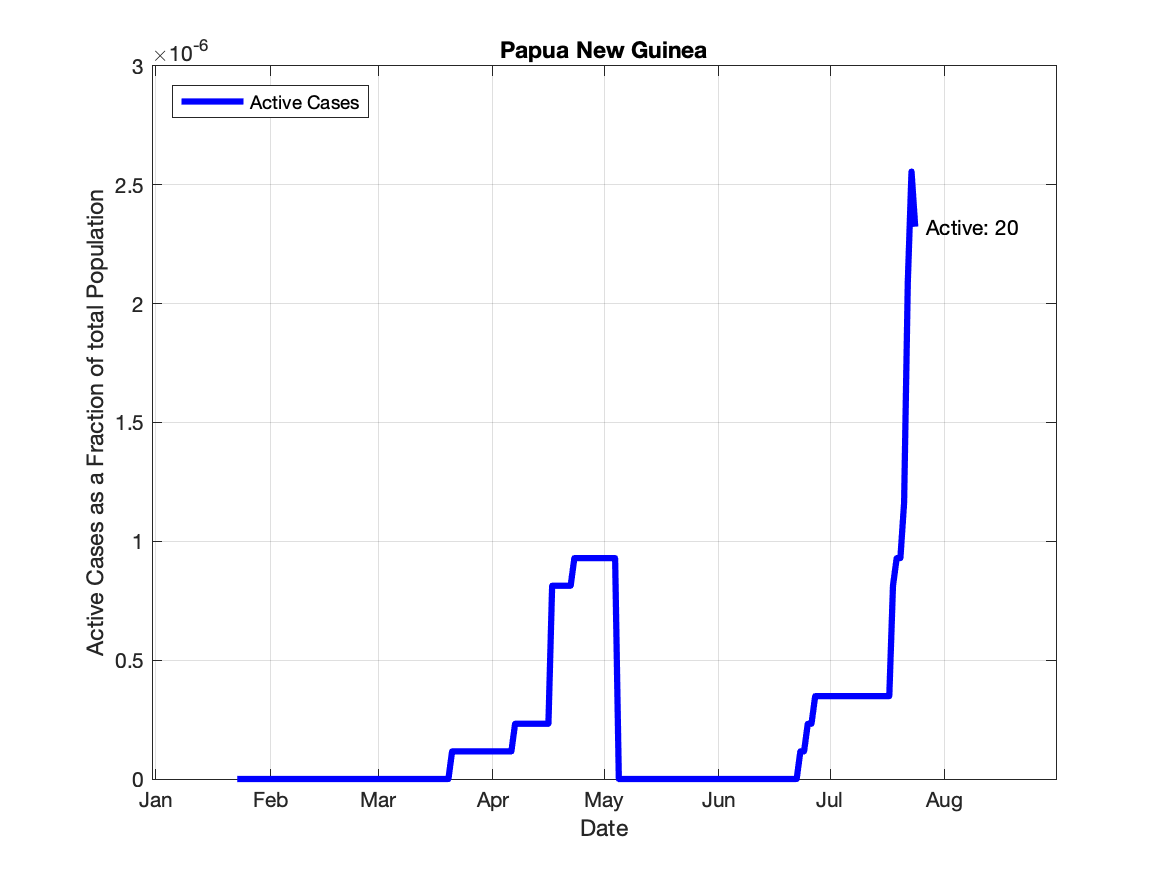 Papua New Guinea
×10^-6
Active Cases
3
2.5
2
1.5
1
0.5
0
Active Cases as a Fraction of total Population
Active: 20
Jan Feb Mar Apr May Jun Jul Aug
Date